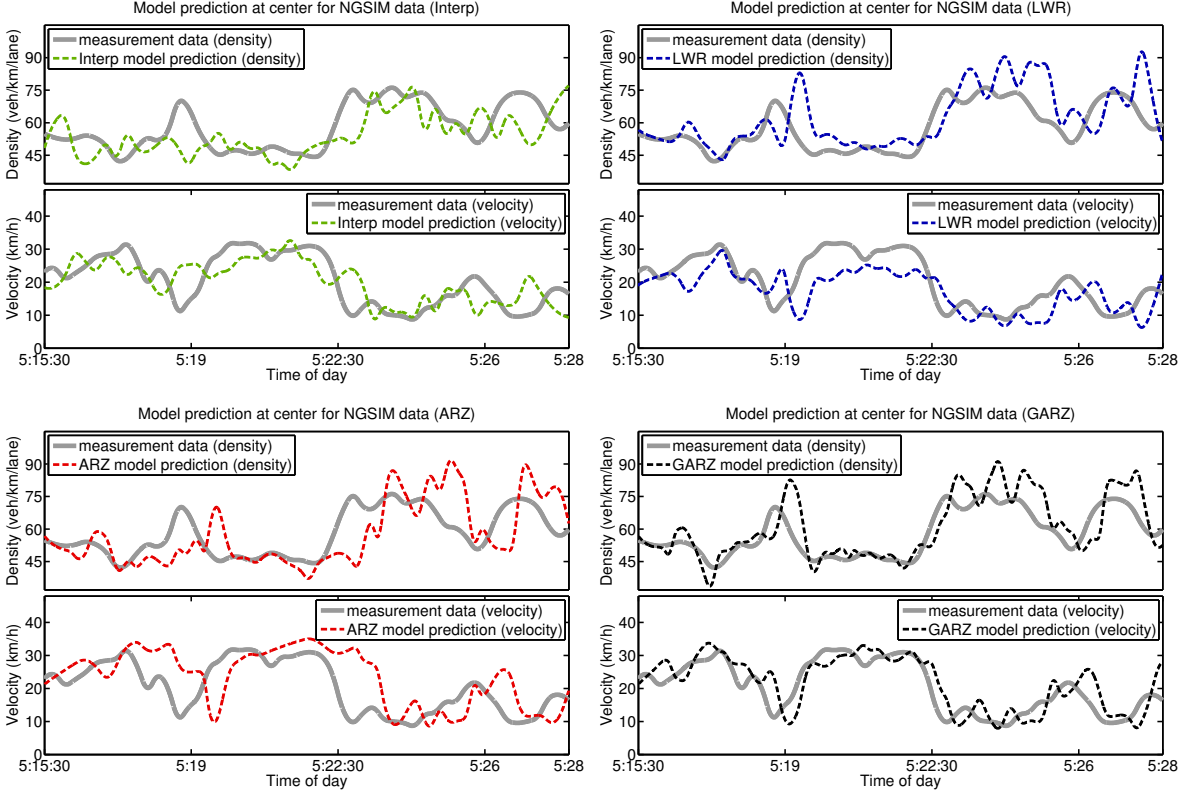 Model prediction at center for NGSIM data (Interp)
Density (veh/km/lane)
90
75
60
45
measurement data (density)
Interp model prediction (density)
Velocity (km/h)
40
30
20
10
0
measurement data (velocity)
Interp model prediction (velocity)
5:15:30 5:19 5:22:30 5:26 5:28
Time of day
Model prediction at center for NGSIM data (LWR)
Density (veh/km/lane)
90
75
60
45
measurement data (density)
LWR model prediction (density)
Velocity (km/h)
40
30
20
10
0
measurement data (velocity)
LWR model prediction (velocity)
5:15:30 5:19 5:22:30 5:26 5:28
Time of day
Model prediction at center for NGSIM data (ARZ)
Density (veh/km/lane)
90
75
60
45
measurement data (density)
ARZ model prediction (density)
Velocity (km/h)
40
30
20
10
0
measurement data (velocity)
ARZ model prediction (velocity)
5:15:30 5:19 5:22:30 5:26 5:28
Time of day
Model prediction at center for NGSIM data (GARZ)
Density (veh/km/lane)
90
75
60
45
measurement data (density)
GARZ model prediction (density)
Velocity (km/h)
40
30
20
10
0
measurement data (velocity)
GARZ model prediction (velocity)
5:15:30 5:19 5:22:30 5:26 5:28
Time of day